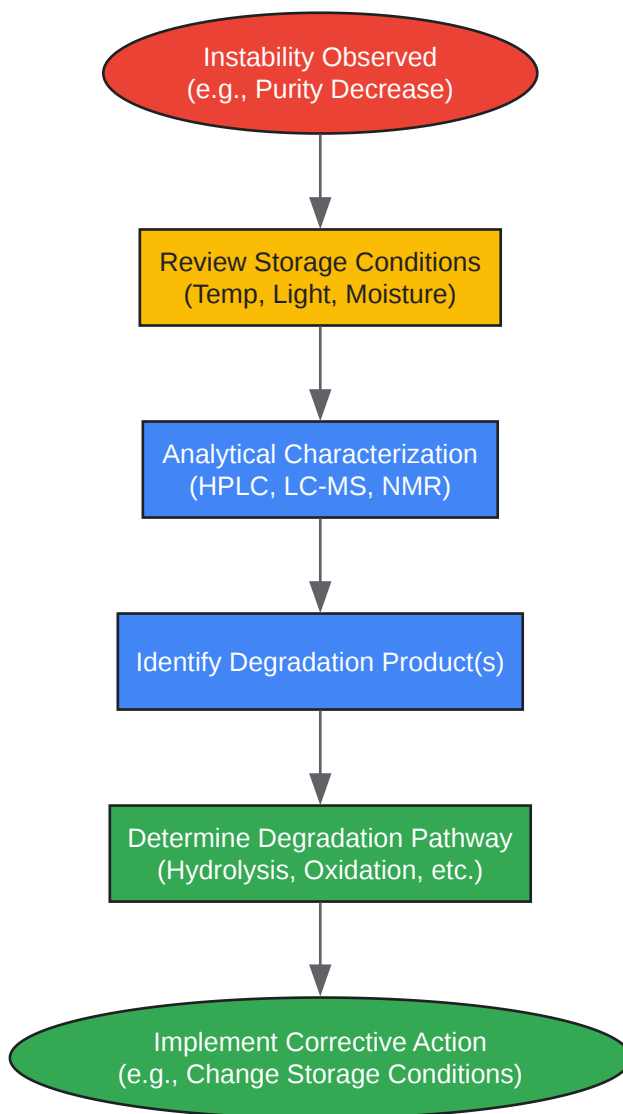 Instability Observed
(e.g., Purity Decrease)
Review Storage Conditions
(Temp, Light, Moisture)
Analytical Characterization
(HPLC, LC-MS, NMR)
Identify Degradation Product(s)
Determine Degradation Pathway
(Hydrolysis, Oxidation, etc.)
Implement Corrective Action
(e.g., Change Storage Conditions)